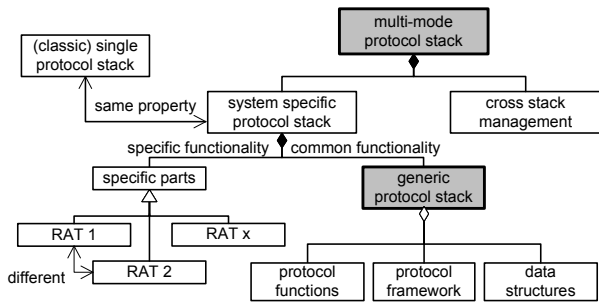 multi-mode
protocol stack
(classic) single
protocol stack
same property
system specific
protocol stack
cross stack
management
specific functionality
common functionality
specific parts
generic
protocol stack
RAT 1
RAT x
different
RAT 2
protocol
functions
protocol
framework
data
structures